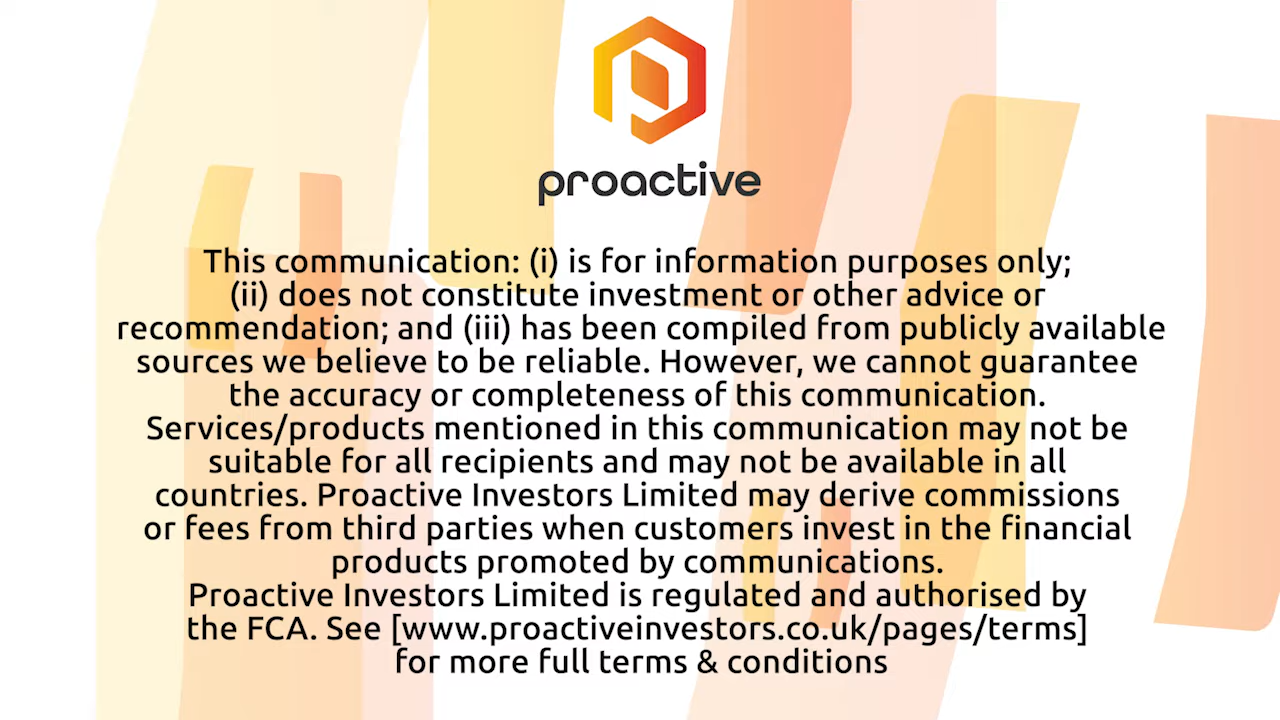 proactive
This communication: (i) is for information purposes only;
(ii) does not constitute investment or other advice or
recommendation; and (iii) has been compiled from publicly available
sources we believe to be reliable. However, we cannot guarantee
the accuracy or completeness of this communication.
Services/products mentioned in this communication may not be
suitable for all recipients and may not be available in all
countries. Proactive Investors Limited may derive commissions
or fees from third parties when customers invest in the financial
products promoted by communications.
Proactive Investors Limited is regulated and authorised by
the FCA. See [www.proactiveinvestors.co.uk/pages/terms]
for more full terms & conditions